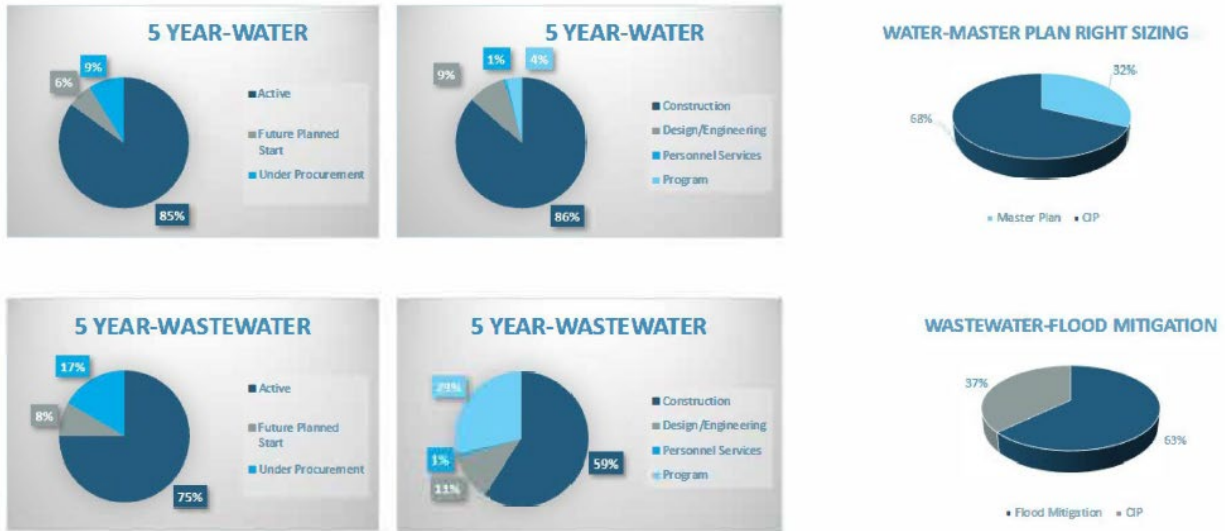 5 YEAR-WATER
9%
6%
85%
Active
Future Planned
Start
Under Procurement
5 YEAR-WATER
1%
4%
9%
86%
Construction
Design/Engineering
Personnel Services
Program
WATER-MASTER PLAN RIGHT SIZING
32%
68%
Master Plan
CIP
5 YEAR-WASTEWATER
17%
8%
75%
Active
Future Planned
Start
Under Procurement
5 YEAR-WASTEWATER
29%
1%
11%
59%
Construction
Design/Engineering
Personnel Services
Program
WASTEWATER-FLOOD MITIGATION
37%
63%
Flood Mitigation
CIP